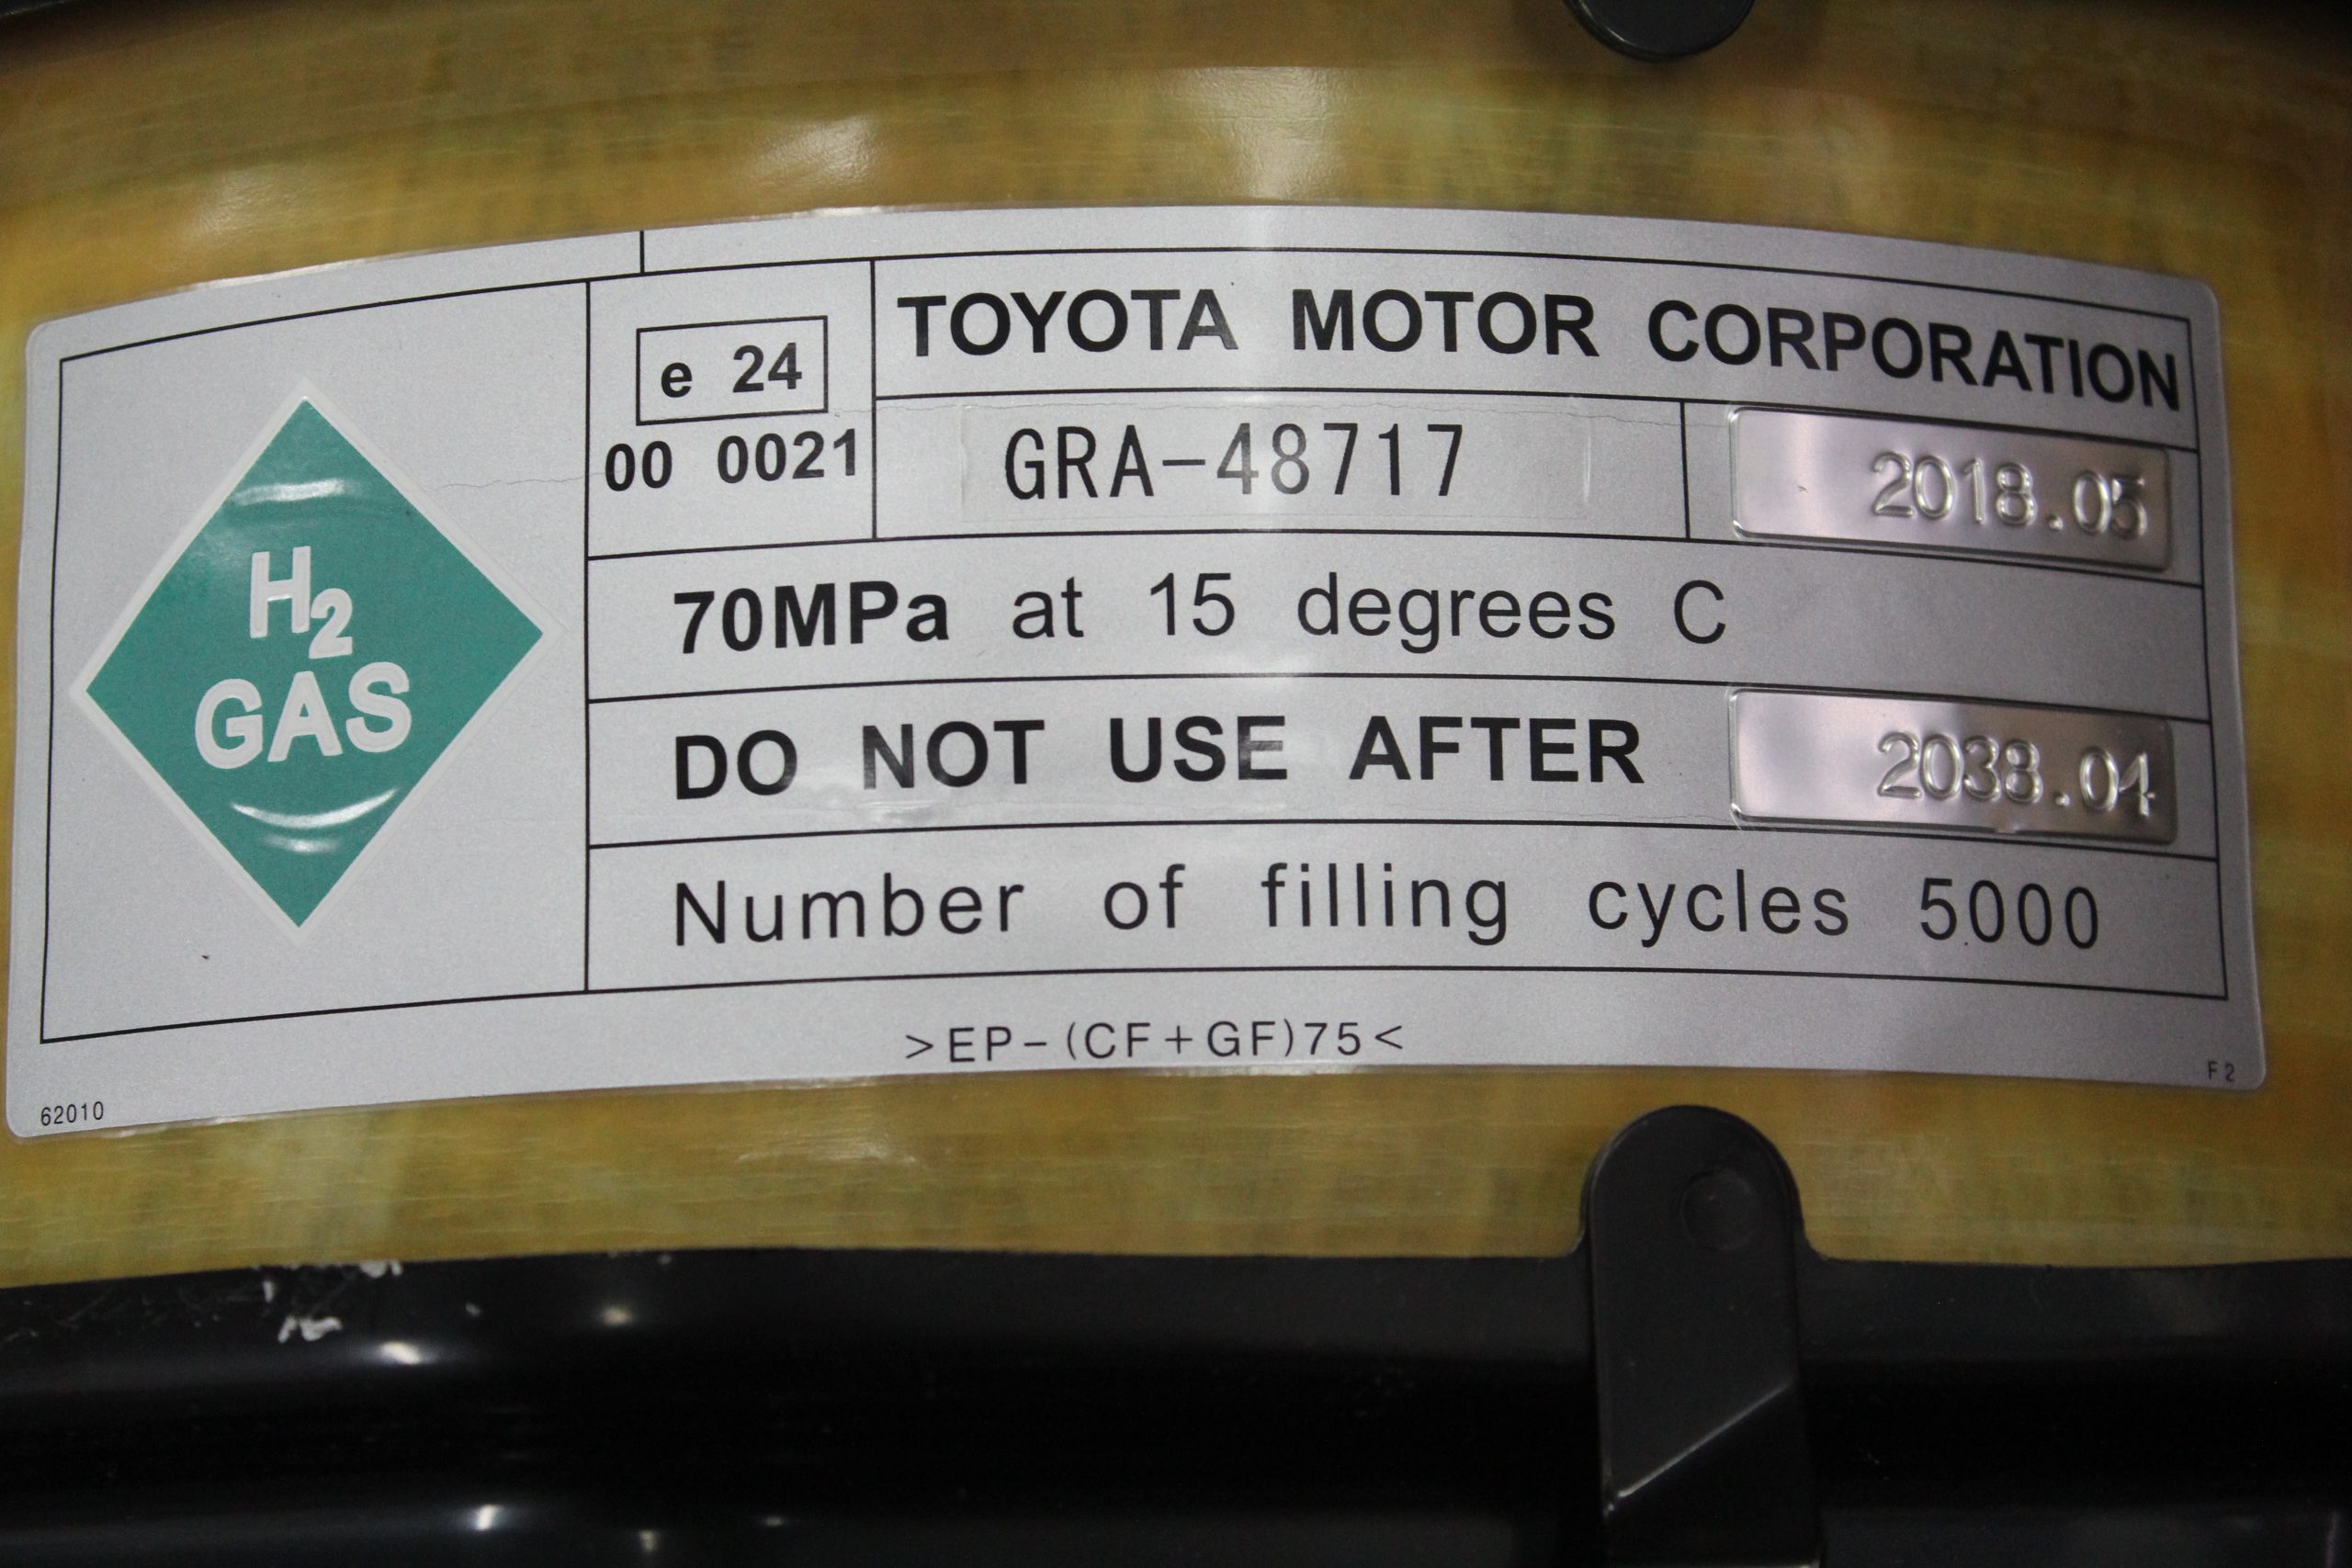 H2
GAS
e 24
00 0021
TOYOTA MOTOR CORPORATION
GRA-48717
2018.05
70MPa at 15 degrees C
DO NOT USE AFTER 2038.04
Number of filling cycles 5000
>EP-(CF+GF)75<
62010
F2